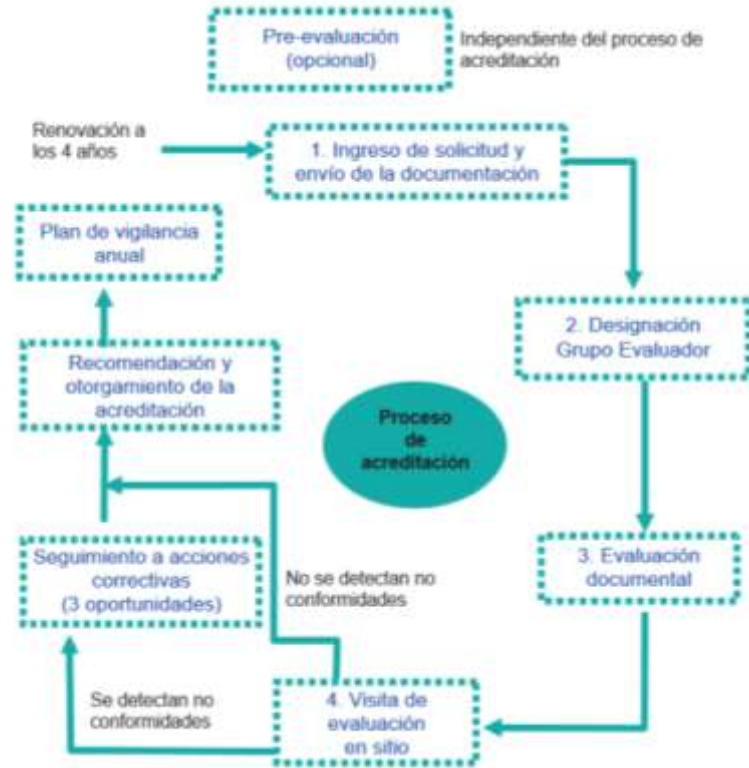 Pre-evaluación
(opcional)
Independiente del proceso de
acreditación
Renovación a
los 4 años
1. Ingreso de solicitud y
envío de la documentación
Plan de vigilancia
anual
2. Designación
Grupo Evaluador
Recomendación y
otorgamiento de la
acreditación
Proceso
de
acreditación
3. Evaluación
documental
Seguimiento a acciones
correctivas
(3 oportunidades)
No se detectan no
conformidades
Se detectan no
conformidades
4. Visita de
evaluación
en sitio